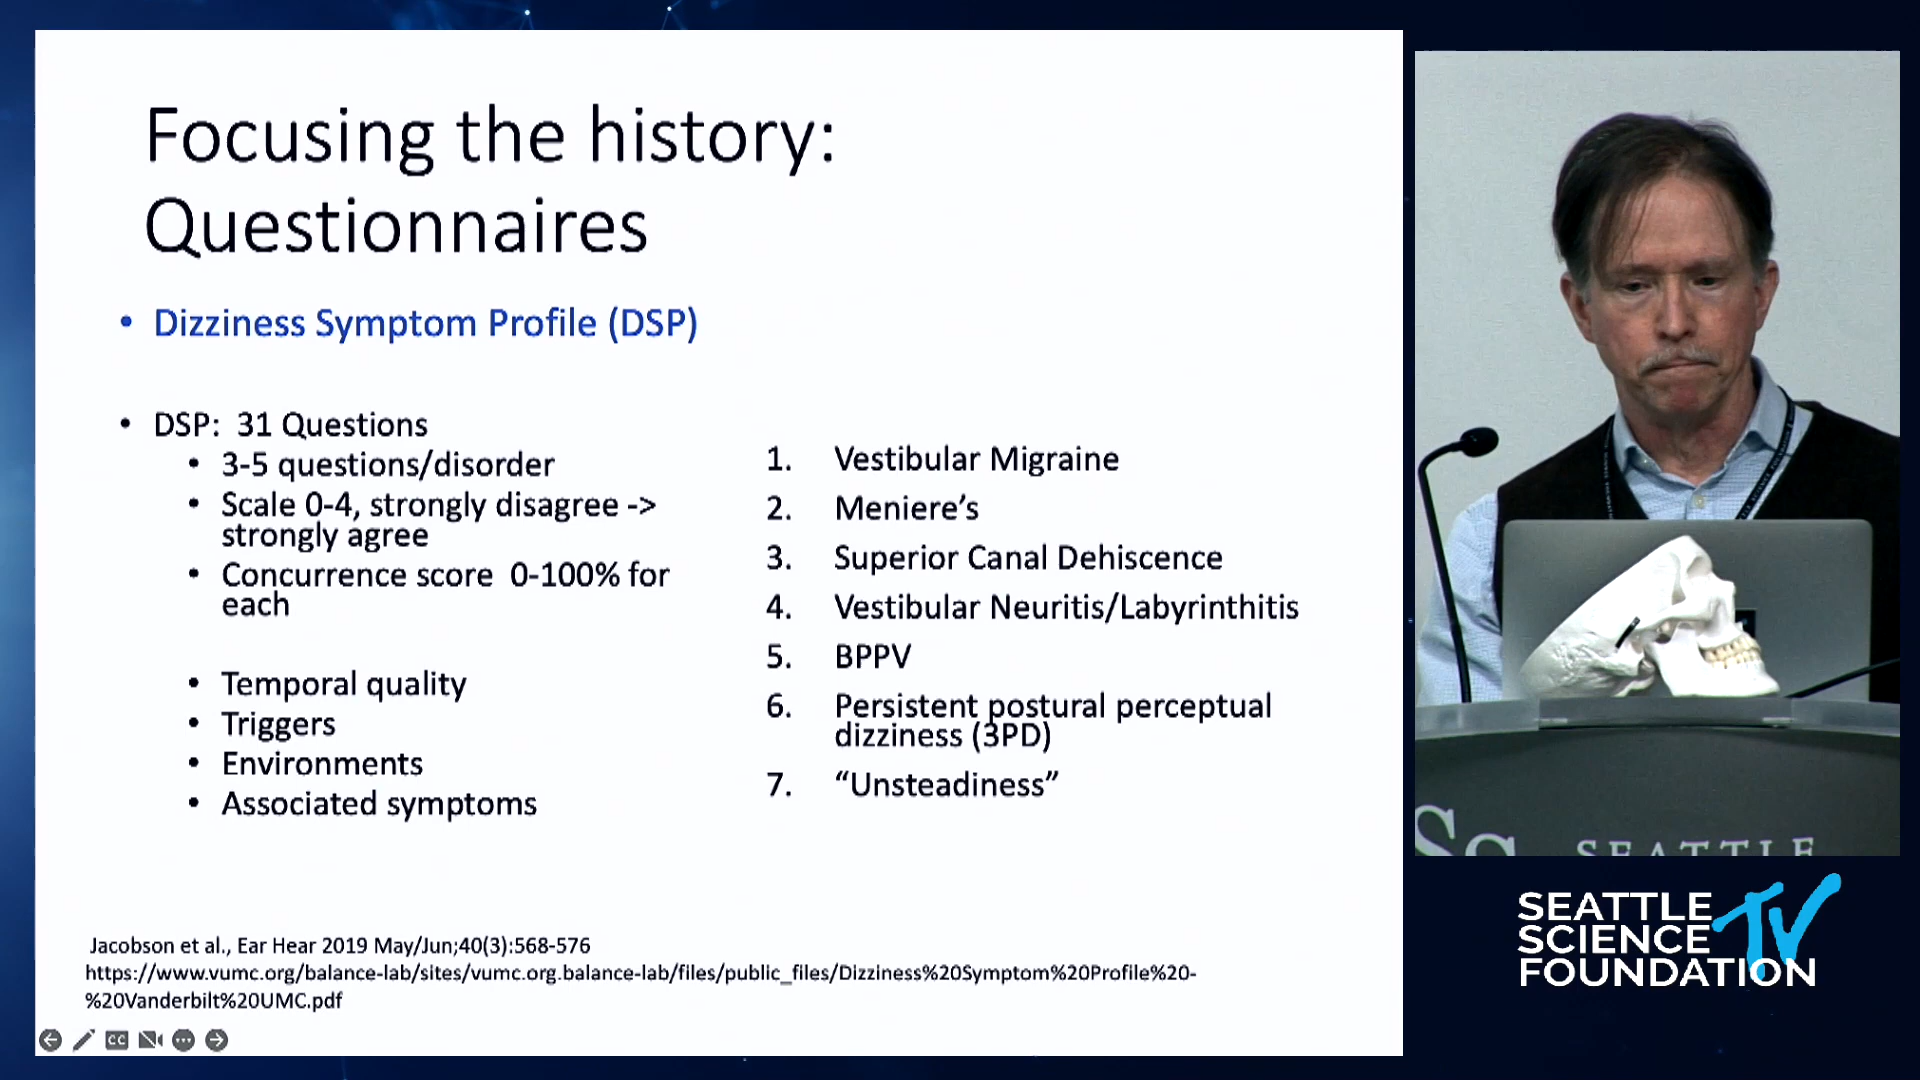 Focusing the history:
Questionnaires
• Dizziness Symptom Profile (DSP)
• DSP: 31 Questions
• 3-5 questions/disorder
• Scale 0-4, strongly disagree ->
strongly agree
• Concurrence score 0-100% for
each
• Temporal quality
• Triggers
• Environments
• Associated symptoms
1. Vestibular Migraine
2. Meniere’s
3. Superior Canal Dehiscence
4. Vestibular Neuritis/Labyrinthitis
5. BPPV
6. Persistent postural perceptual
dizziness (3PD)
7. “Unsteadiness”
Jacobson et al., Ear Hear 2019 May/Jun;40(3):568-576
https://www.vumc.org/balance-lab/sites/vumc.org.balance-lab/files/public_files/Dizziness%20Symptom%20Profile%20-
%20Vanderbilt%20UMC.pdf
CC
SEATTLE
SEATTLE TV
SCIENCE
FOUNDATION